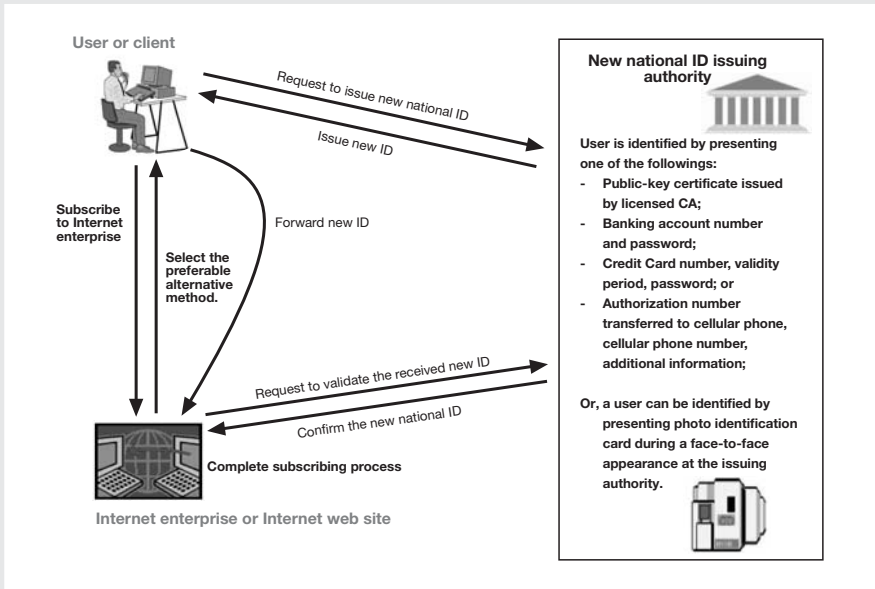 User or client
Request to issue new national ID
Issue new ID
Subscribe
to Internet
enterprise
Select the
preferable
alternative
method.
Forward new ID
Request to validate the received new ID
Confirm the new national ID
Complete subscribing process
Internet enterprise or Internet web site
New national ID issuing
authority
User is identified by presenting
one of the followings:
- Public-key certificate issued
by licensed CA;
- Banking account number
and password;
- Credit Card number, validity
period, password; or
- Authorization number
transferred to cellular phone,
cellular phone number,
additional information;
Or, a user can be identified by
presenting photo identification
card during a face-to-face
appearance at the issuing
authority.